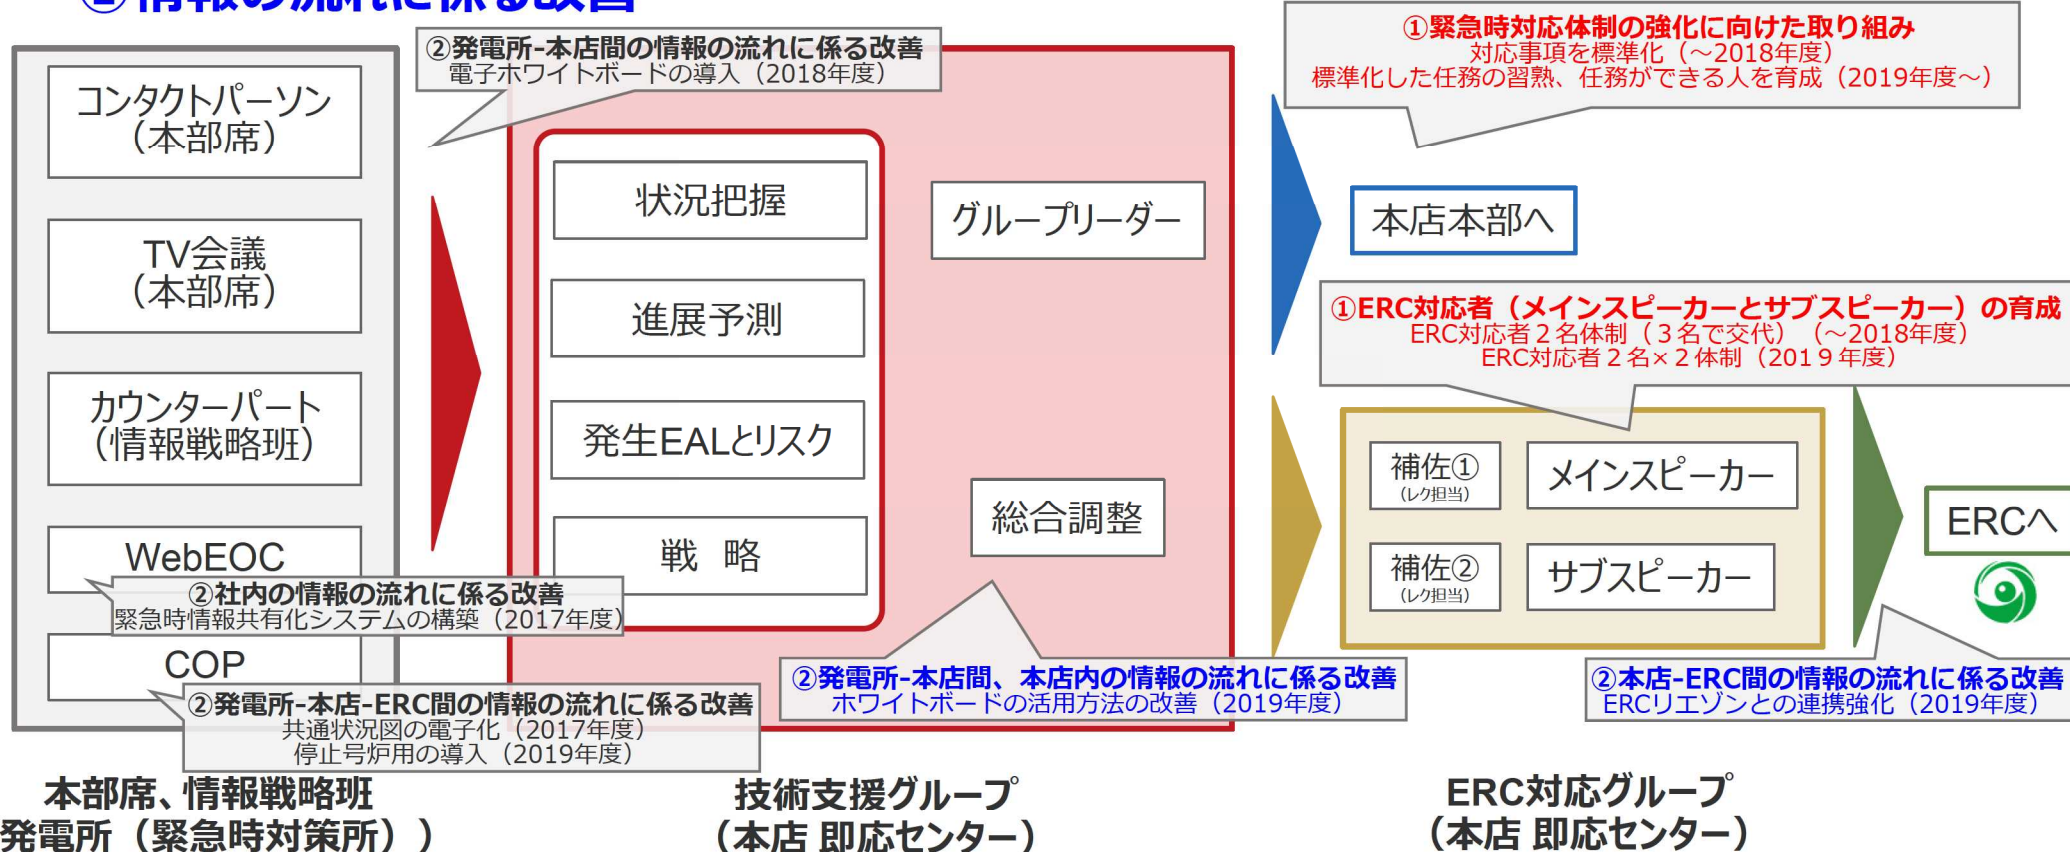 ②情報の流れに係る改善
コンタクトパーソン
（本部席）
TV会議
（本部席）
カウンターパート
（情報戦略班）
WebEOC
②社内の情報の流れに係る改善
緊急時情報共有化システムの構築（2017年度）
COP
②発電所-本店-ERC間の情報の流れに係る改善
共通状況図の電子化（2017年度）
停止号炉用の導入（2019年度）
本部席、情報戦略班
発電所（緊急時対策所））
②発電所-本店間の情報の流れに係る改善
電子ホワイトボードの導入（2018年度）
状況把握
進展予測
発生EALとリスク
戦　略
グループリーダー
総合調整
②発電所-本店間、本店内の情報の流れに係る改善
ホワイトボードの活用方法の改善（2019年度）
技術支援グループ
（本店 即応センター）
①緊急時対応体制の強化に向けた取り組み
対応事項を標準化（～2018年度）
標準化した任務の習熟、任務ができる人を育成（2019年度～）
本店本部へ
①ERC対応者（メインスピーカーとサブスピーカー）の育成
ERC対応者２名体制（３名で交代）（～2018年度）
ERC対応者２名×２体制（201９年度）
補佐①
（レク担当）
メインスピーカー
補佐②
（レク担当）
サブスピーカー
ERCへ
②本店-ERC間の情報の流れに係る改善
ERCリエゾンとの連携強化（2019年度）
ERC対応グループ
（本店 即応センター）